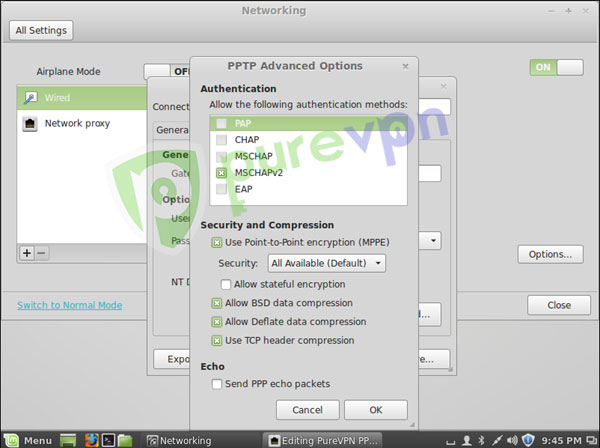 Networking
All Settings
Airplane Mode
OF
ON
Wired
Network proxy
Switch to Normal Mode
Options...
Close
Connec
Genera
Gene
Gate
Optio
User
Pass
NT D
Expo
PPTP Advanced Options
Authentication
Allow the following authentication methods:
PAP
CHAP
MSCHAP
MSCHAPv2
EAP
purevpn
Security and Compression
Use Point-to-Point encryption (MPPE)
Security: All Available (Default)
Allow stateful encryption
Allow BSD data compression
Allow Deflate data compression
Use TCP header compression
Echo
Send PPP echo packets
Cancel
OK
Menu
Networking
Editing PureVPN PP...
9:45 PM